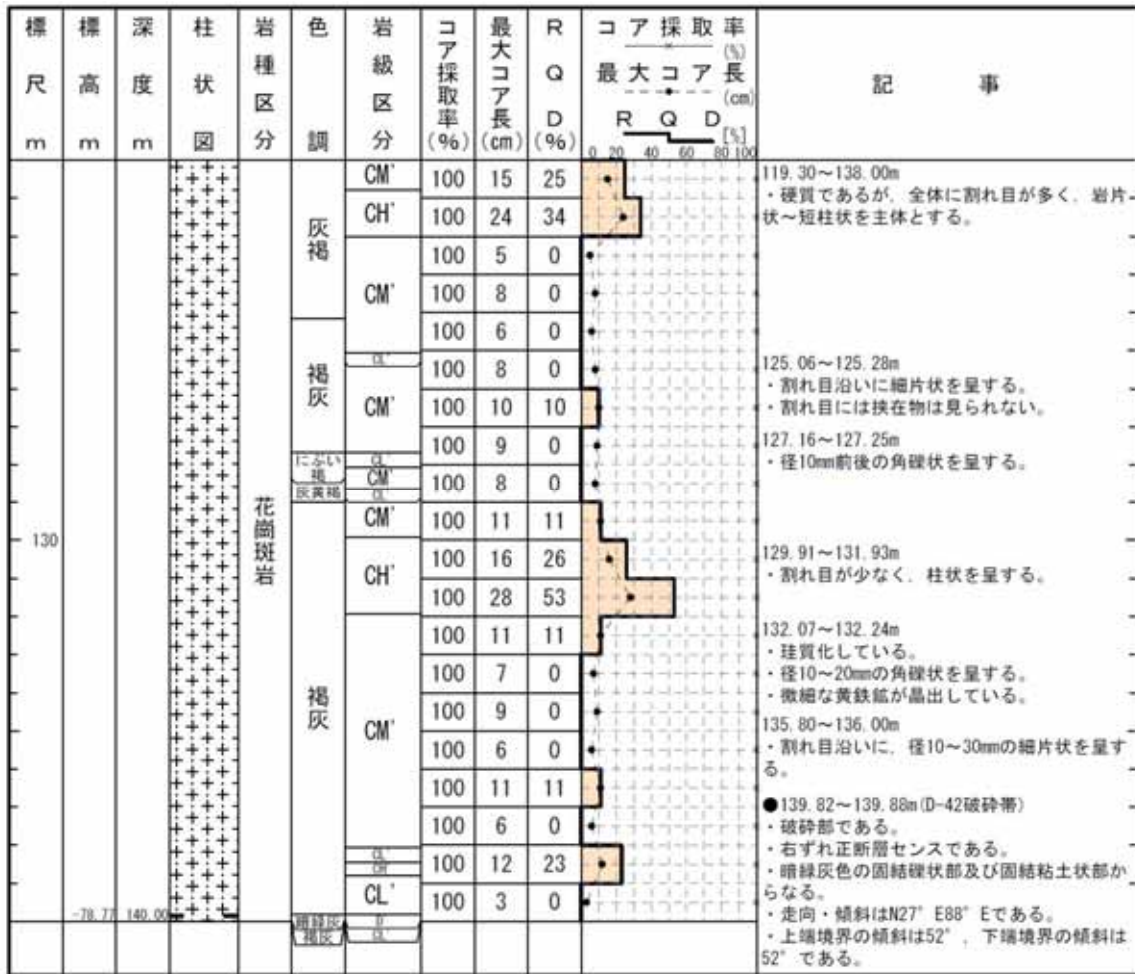 標尺 m
標高 m
深度 m
柱状図
岩種区分
色調
岩級区分
コア採取率 (%)
最大コア長 (cm)
RQD (%)
コア採取率 (%)
最大コア長 (cm)
RQD [%]
0 20 40 60 80 100
記事
130
-78.77 140.00
花崗斑岩
灰褐
褐灰
にぶい褐
灰黄褐
褐灰
暗緑灰
褐灰
CM' 100 15 25
CH' 100 24 34
CM' 100 5 0
100 8 0
100 6 0
CL' 100 8 0
CM' 100 10 10
100 9 0
CL'
CM' 100 8 0
CL'
CM' 100 11 11
CH' 100 16 26
100 28 53
CM' 100 11 11
100 7 0
100 9 0
100 6 0
100 11 11
100 6 0
CL'
CH' 100 12 23
CL' 100 3 0
D
CL'
119.30～138.00m
・硬質であるが、全体に割れ目が多く、岩片
状～短柱状を主体とする。
125.06～125.28m
・割れ目沿いに細片状を呈する。
・割れ目には挟在物は見られない。
127.16～127.25m
・径10mm前後の角礫状を呈する。
129.91～131.93m
・割れ目が少なく、柱状を呈する。
132.07～132.24m
・珪質化している。
・径10～20mmの角礫状を呈する。
・微細な黄鉄鉱が晶出している。
135.80～136.00m
・割れ目沿いに、径10～30mmの細片状を呈す
る。
●139.82～139.88m(D-42破砕帯)
・破砕部である。
・右ずれ正断層センスである。
・暗緑灰色の固結礫状部及び固結粘土状部か
らなる。
・走向・傾斜はN27°E88°Eである。
・上端境界の傾斜は52°、下端境界の傾斜は
52°である。